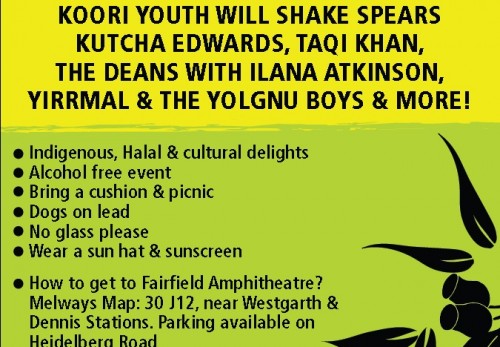 KOORI YOUTH WILL SHAKE SPEARS
KUTCHA EDWARDS, TAQI KHAN,
THE DEANS WITH ILANA ATKINSON,
YIRRMAL & THE YOLGNU BOYS & MORE!
● Indigenous, Halal & cultural delights
● Alcohol free event
● Bring a cushion & picnic
● Dogs on lead
● No glass please
● Wear a sun hat & sunscreen
● How to get to Fairfield Amphitheatre?
Melways Map: 30 J12, near Westgarth &
Dennis Stations. Parking available on
Heidelberg Road